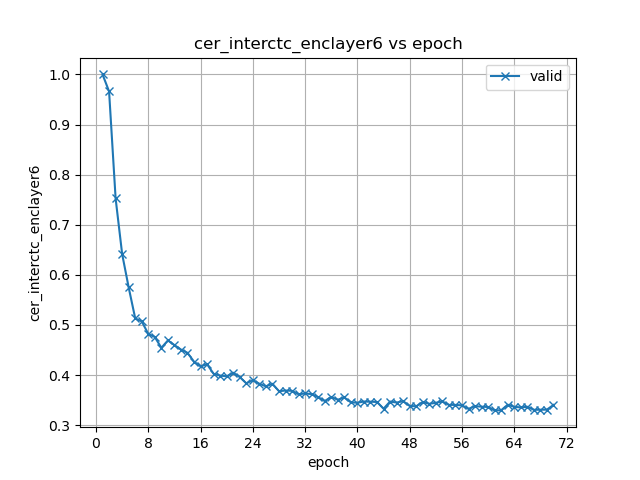 cer_interctc_enclayer6 vs epoch
valid
cer_interctc_enclayer6
1.0
0.9
0.8
0.7
0.6
0.5
0.4
0.3
0 8 16 24 32 40 48 56 64 72
epoch